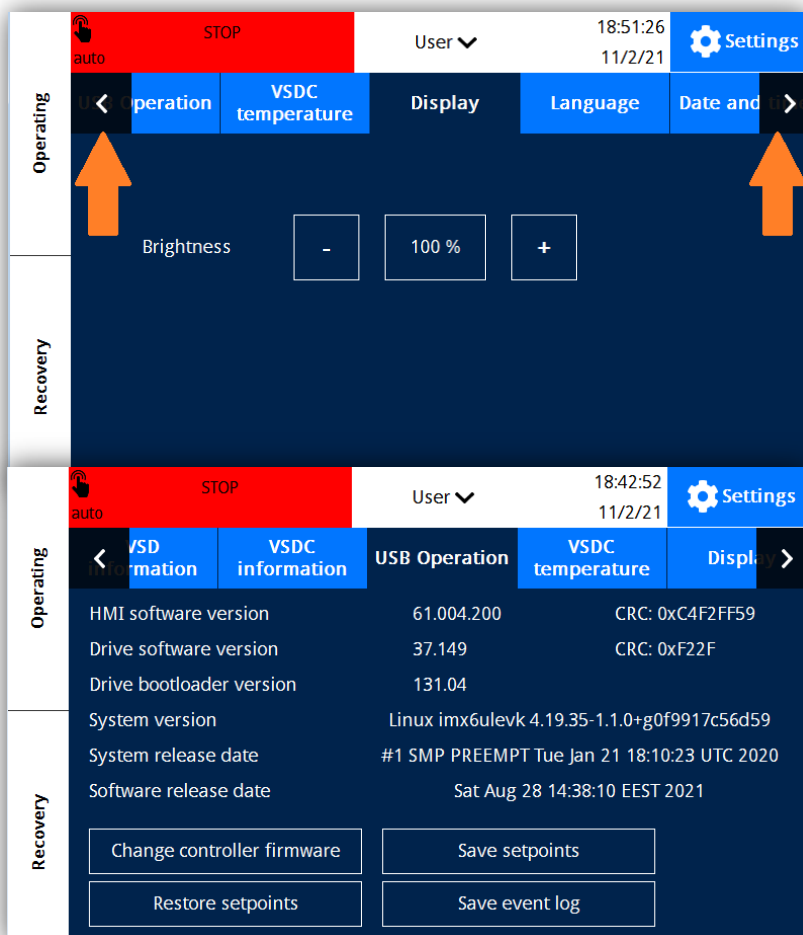 STOP
auto
User
18:51:26
11/2/21
Settings
Operating
Recovery
USB Operation
VSDC
temperature
Display
Language
Date and time
Brightness
-
100 %
+
STOP
auto
User
18:42:52
11/2/21
Settings
Operating
Recovery
VSD
information
VSDC
information
USB Operation
VSDC
temperature
Display
HMI software version 61.004.200 CRC: 0xC4F2FF59
Drive software version 37.149 CRC: 0xF22F
Drive bootloader version 131.04
System version Linux imx6ulevk 4.19.35-1.1.0+g0f9917c56d59
System release date #1 SMP PREEMPT Tue Jan 21 18:10:23 UTC 2020
Software release date Sat Aug 28 14:38:10 EEST 2021
Change controller firmware
Save setpoints
Restore setpoints
Save event log